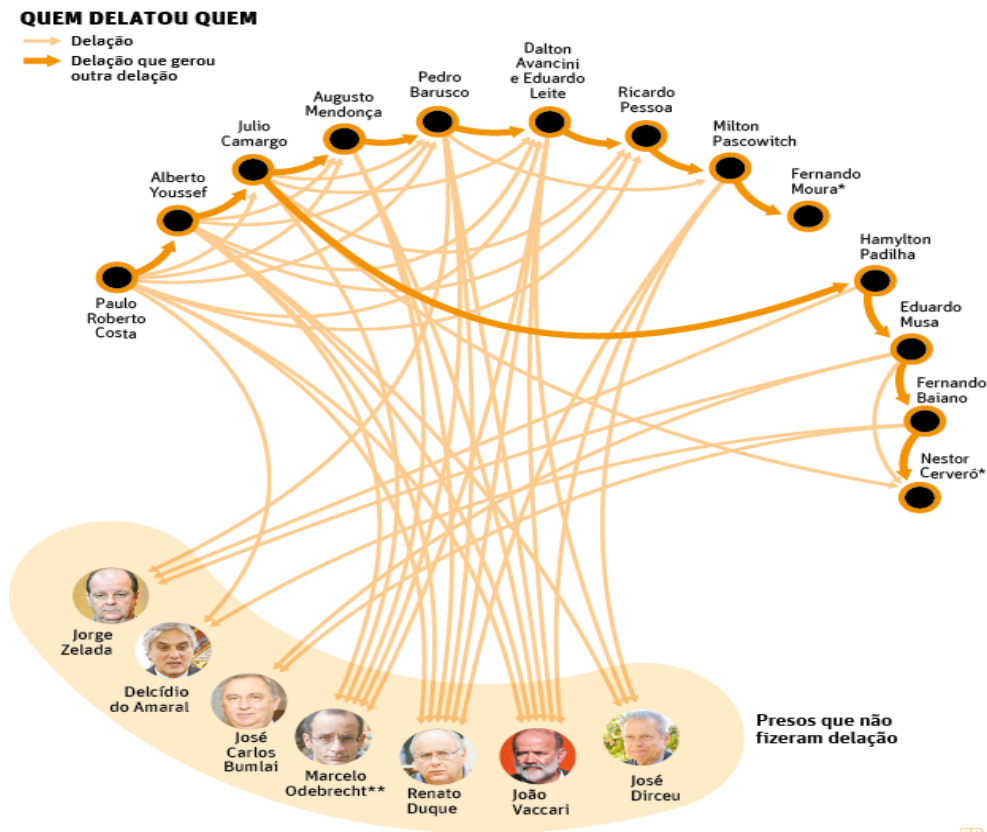 QUEM DELATOU QUEM
Delação
Delação que gerou
outra delação
Dalton
Avancini
e Eduardo
Leite
Pedro
Barusco
Ricardo
Pessoa
Augusto
Mendonça
Julio
Camargo
Milton
Pascowitch
Alberto
Youssef
Fernando
Moura*
Hamylton
Padilha
Paulo
Roberto
Costa
Eduardo
Musa
Fernando
Baiano
Nestor
Cerveró*
Jorge
Zelada
Delcídio
do Amaral
José
Carlos
Bumlai
Marcelo
Odebrecht**
Renato
Duque
João
Vaccari
José
Dirceu
Presos que não
fizeram delação